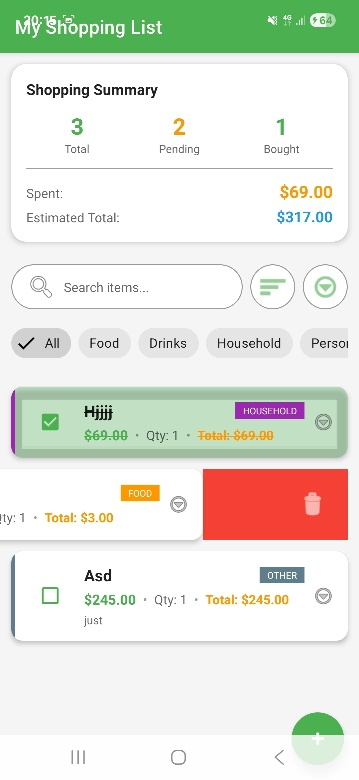 20:15
4G
64
My Shopping List
Shopping Summary
3 2 1
Total Pending Bought
Spent: $69.00
Estimated Total: $317.00
Search items...
All Food Drinks Household Person
Hjjjj HOUSEHOLD
$69.00 • Qty: 1 • Total: $69.00
FOOD
ty: 1 • Total: $3.00
Asd OTHER
$245.00 • Qty: 1 • Total: $245.00
just
+